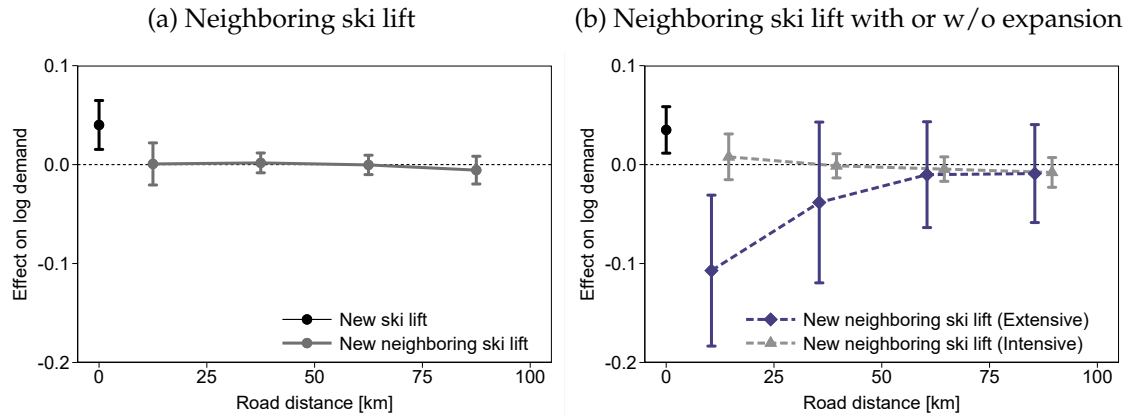 (a) Neighboring ski lift
Effect on log demand
0.1
0.0
-0.1
-0.2
New ski lift
New neighboring ski lift
0 25 50 75 100
Road distance [km]
(b) Neighboring ski lift with or w/o expansion
Effect on log demand
0.1
0.0
-0.1
-0.2
New neighboring ski lift (Extensive)
New neighboring ski lift (Intensive)
0 25 50 75 100
Road distance [km]